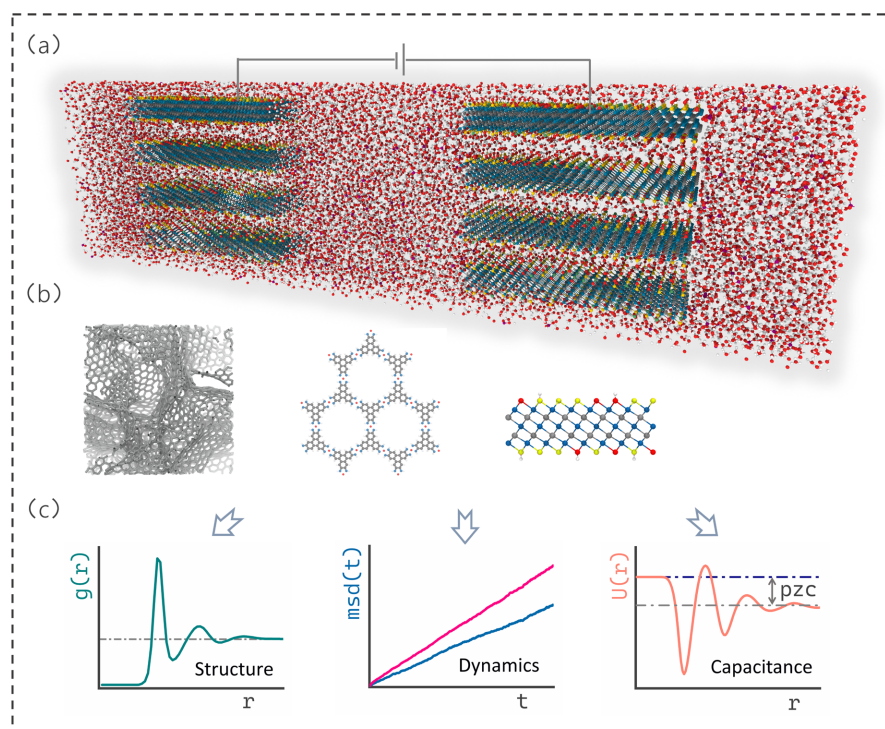 (a)
(b)
(c)
g(r)
Structure
r
msd(t)
Dynamics
t
U(r)
pzc
Capacitance
r